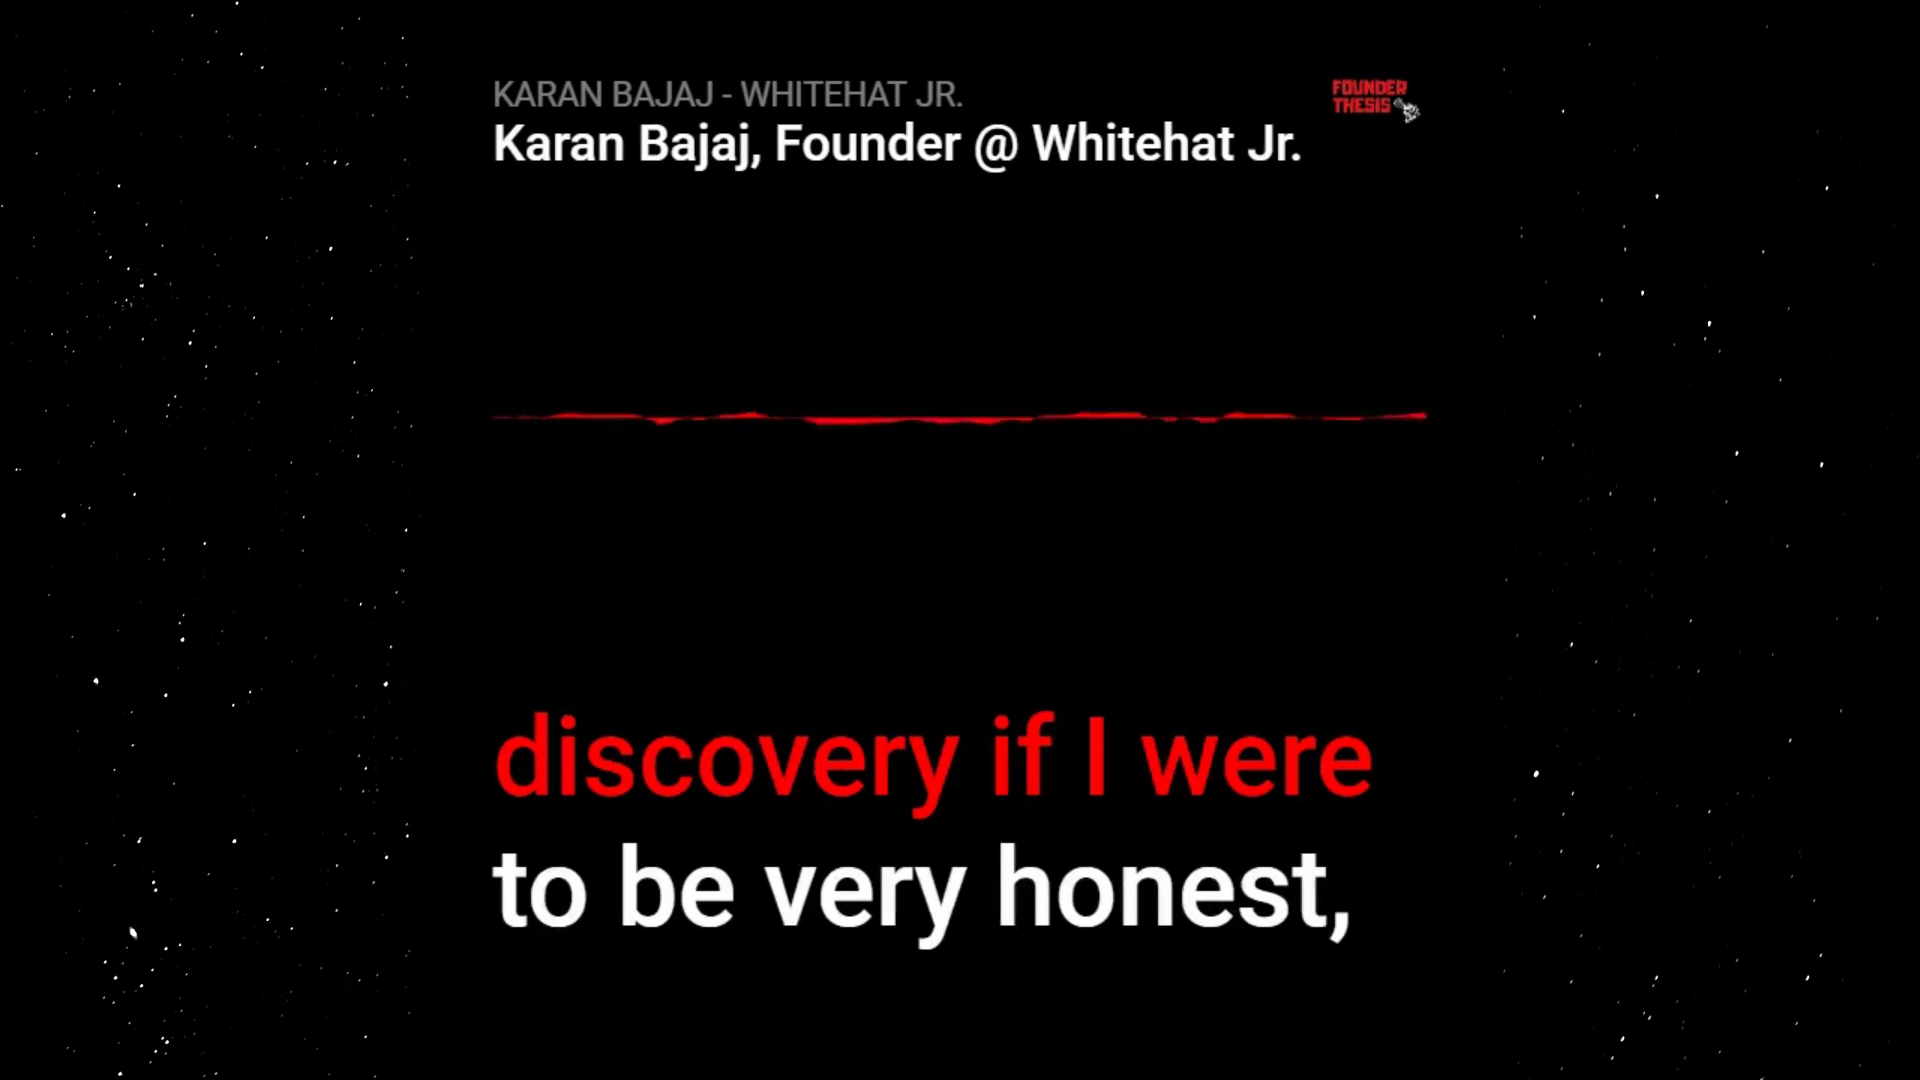 KARAN BAJAJ - WHITEHAT JR.
Karan Bajaj, Founder @ Whitehat Jr.
FOUNDER
THESIS
discovery if I were
to be very honest,